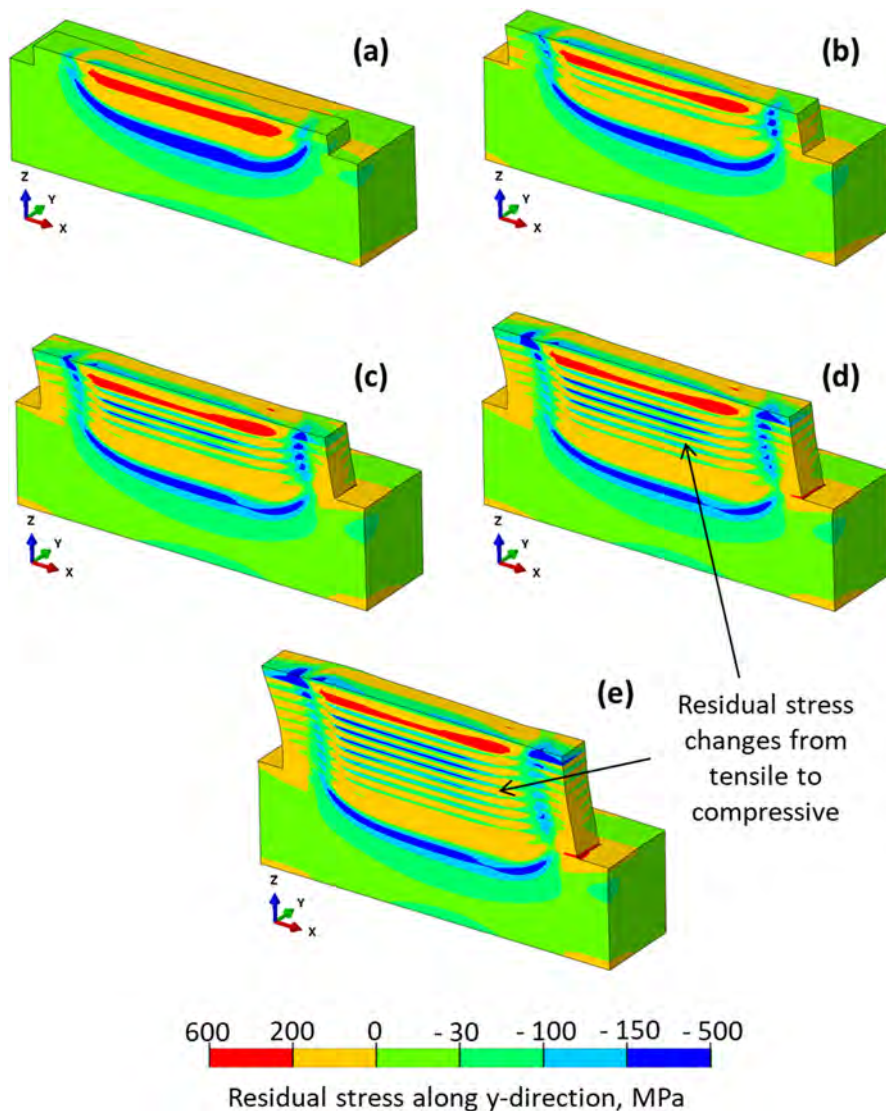 (a)
(b)
Z
Y
X
Z
Y
X
(c)
(d)
Z
Y
X
Z
Y
X
(e)
Residual stress
changes from
tensile to
compressive
Z
Y
X
600 200 0 - 30 - 100 - 150 - 500
Residual stress along y-direction, MPa